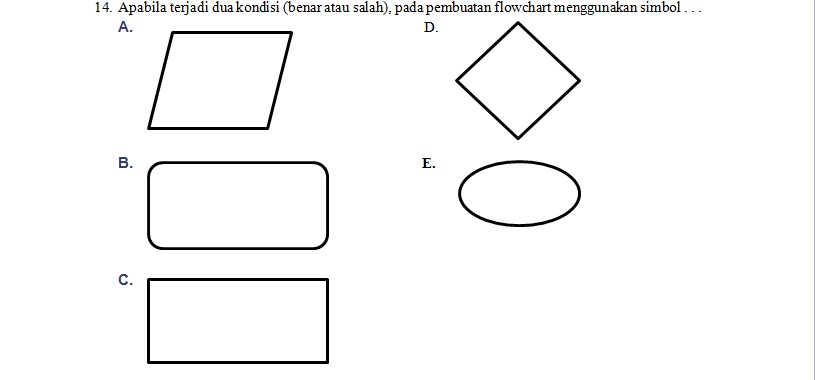 14. Apabila terjadi dua kondisi (benar atau salah), pada pembuatan flowchart menggunakan simbol . . .
A.
D.
B.
E.
C.